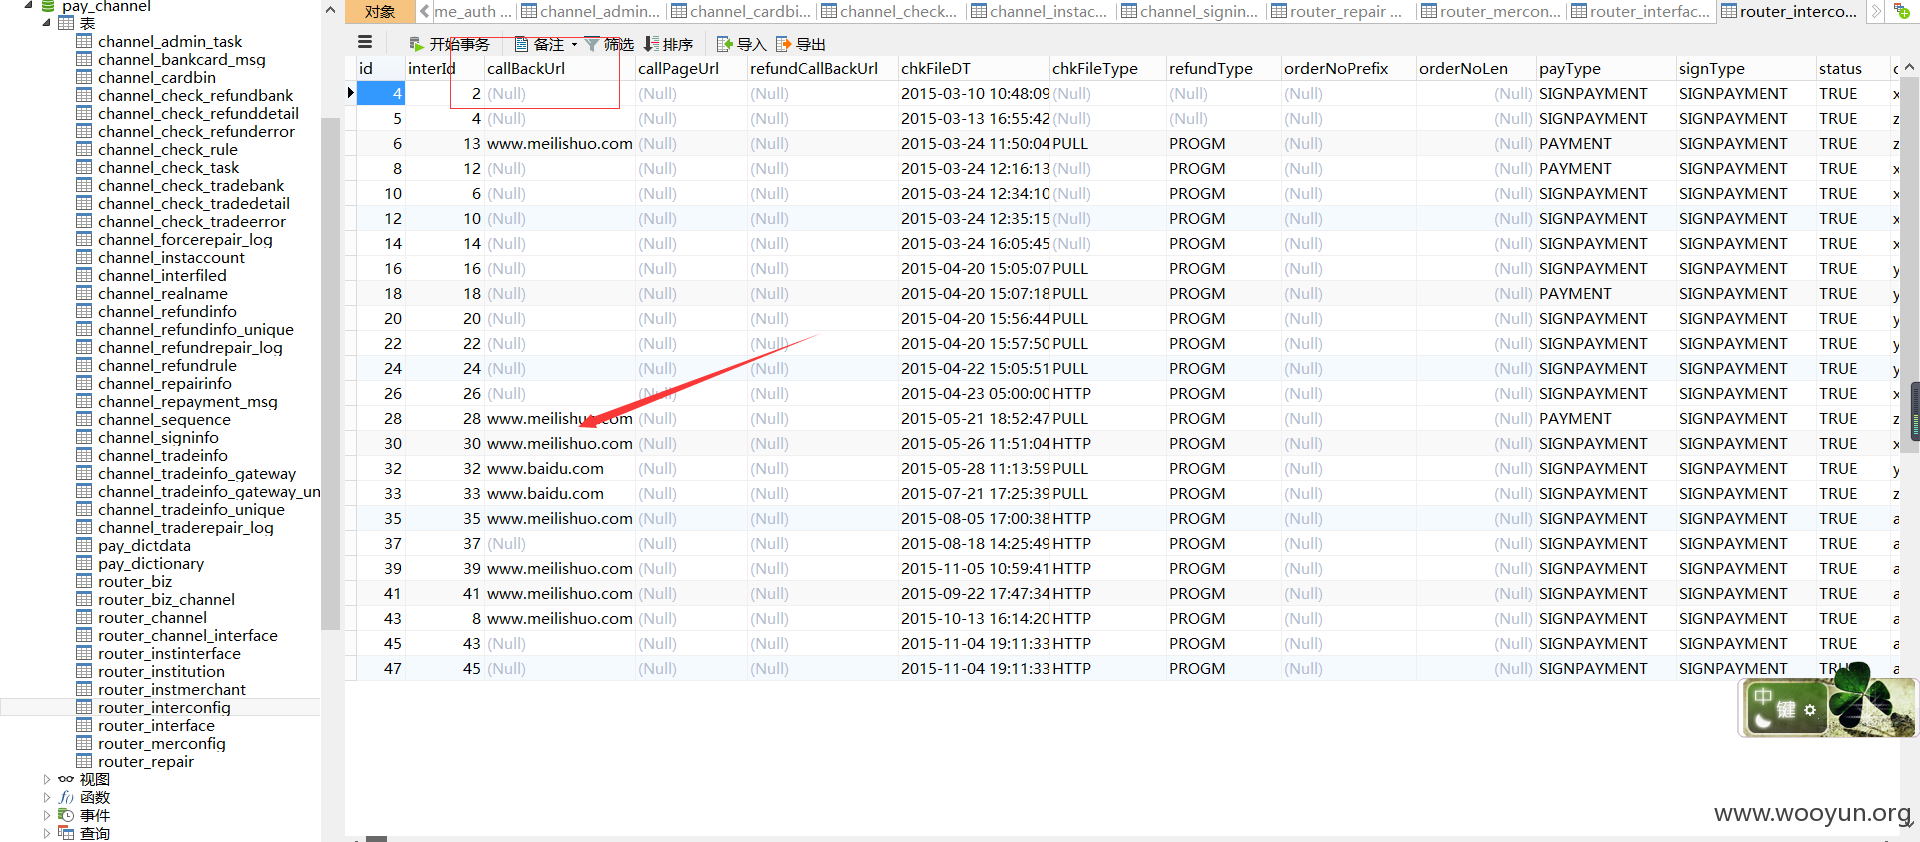 pay_channel
表
channel_admin_task
channel_bankcard_msg
channel_cardbin
channel_check_refundbank
channel_check_refunddetail
channel_check_refunderror
channel_check_rule
channel_check_task
channel_check_tradebank
channel_check_tradedetail
channel_check_tradeerror
channel_forcerepair_log
channel_instaccount
channel_interfiled
channel_realname
channel_refundinfo
channel_refundinfo_unique
channel_refundrepair_log
channel_refundrule
channel_repairinfo
channel_repayment_msg
channel_sequence
channel_signinfo
channel_tradeinfo
channel_tradeinfo_gateway
channel_tradeinfo_gateway_un
channel_tradeinfo_unique
channel_traderepair_log
pay_dictdata
pay_dictionary
router_biz
router_biz_channel
router_channel
router_channel_interface
router_instinterface
router_institution
router_instmerchant
router_interconfig
router_interface
router_merconfig
router_repair
视图
函数
事件
查询
对象 me_auth ... channel_admin... channel_cardbi... channel_check... channel_instac... channel_signin... router_repair ... router_mercon... router_interfac... router_interco...
开始事务 备注 筛选 排序 导入 导出
id interId callBackUrl callPageUrl refundCallBackUrl chkFileDT chkFileType refundType orderNoPrefix orderNoLen payType signType status c
4 2 (Null) (Null) (Null) 2015-03-10 10:48:09 (Null) (Null) (Null) (Null) SIGNPAYMENT SIGNPAYMENT TRUE x
5 4 (Null) (Null) (Null) 2015-03-13 16:55:42 (Null) (Null) (Null) (Null) SIGNPAYMENT SIGNPAYMENT TRUE z
6 13 www.meilishuo.com (Null) (Null) 2015-03-24 11:50:04 PULL PROGM (Null) (Null) PAYMENT SIGNPAYMENT TRUE z
8 12 (Null) (Null) (Null) 2015-03-24 12:16:13 (Null) PROGM (Null) (Null) PAYMENT SIGNPAYMENT TRUE x
10 6 (Null) (Null) (Null) 2015-03-24 12:34:10 (Null) PROGM (Null) (Null) SIGNPAYMENT SIGNPAYMENT TRUE x
12 10 (Null) (Null) (Null) 2015-03-24 12:35:15 (Null) PROGM (Null) (Null) SIGNPAYMENT SIGNPAYMENT TRUE x
14 14 (Null) (Null) (Null) 2015-03-24 16:05:45 (Null) PROGM (Null) (Null) SIGNPAYMENT SIGNPAYMENT TRUE x
16 16 (Null) (Null) (Null) 2015-04-20 15:05:07 PULL PROGM (Null) (Null) SIGNPAYMENT SIGNPAYMENT TRUE y
18 18 (Null) (Null) (Null) 2015-04-20 15:07:18 PULL PROGM (Null) (Null) PAYMENT SIGNPAYMENT TRUE y
20 20 (Null) (Null) (Null) 2015-04-20 15:56:44 PULL PROGM (Null) (Null) SIGNPAYMENT SIGNPAYMENT TRUE y
22 22 (Null) (Null) (Null) 2015-04-20 15:57:50 PULL PROGM (Null) (Null) SIGNPAYMENT SIGNPAYMENT TRUE y
24 24 (Null) (Null) (Null) 2015-04-22 15:05:51 PULL PROGM (Null) (Null) SIGNPAYMENT SIGNPAYMENT TRUE y
26 26 (Null) (Null) (Null) 2015-04-23 05:00:00 HTTP PROGM (Null) (Null) SIGNPAYMENT SIGNPAYMENT TRUE x
28 28 www.meilishuo.com (Null) (Null) 2015-05-21 18:52:47 PULL PROGM (Null) (Null) PAYMENT SIGNPAYMENT TRUE z
30 30 www.meilishuo.com (Null) (Null) 2015-05-26 11:51:04 HTTP PROGM (Null) (Null) SIGNPAYMENT SIGNPAYMENT TRUE x
32 32 www.baidu.com (Null) (Null) 2015-05-28 11:13:59 PULL PROGM (Null) (Null) SIGNPAYMENT SIGNPAYMENT TRUE y
33 33 www.baidu.com (Null) (Null) 2015-07-21 17:25:39 PULL PROGM (Null) (Null) SIGNPAYMENT SIGNPAYMENT TRUE z
35 35 www.meilishuo.com (Null) (Null) 2015-08-05 17:00:38 HTTP PROGM (Null) (Null) SIGNPAYMENT SIGNPAYMENT TRUE a
37 37 (Null) (Null) (Null) 2015-08-18 14:25:49 HTTP PROGM (Null) (Null) SIGNPAYMENT SIGNPAYMENT TRUE a
39 39 www.meilishuo.com (Null) (Null) 2015-11-05 10:59:41 HTTP PROGM (Null) (Null) SIGNPAYMENT SIGNPAYMENT TRUE a
41 41 www.meilishuo.com (Null) (Null) 2015-09-22 17:47:34 HTTP PROGM (Null) (Null) SIGNPAYMENT SIGNPAYMENT TRUE a
43 8 www.meilishuo.com (Null) (Null) 2015-10-13 16:14:20 HTTP PROGM (Null) (Null) SIGNPAYMENT SIGNPAYMENT TRUE a
45 43 (Null) (Null) (Null) 2015-11-04 19:11:33 HTTP PROGM (Null) (Null) SIGNPAYMENT SIGNPAYMENT TRUE a
47 45 (Null) (Null) (Null) 2015-11-04 19:11:33 HTTP PROGM (Null) (Null) SIGNPAYMENT SIGNPAYMENT TRUE a
中 键
www.wooyun.org